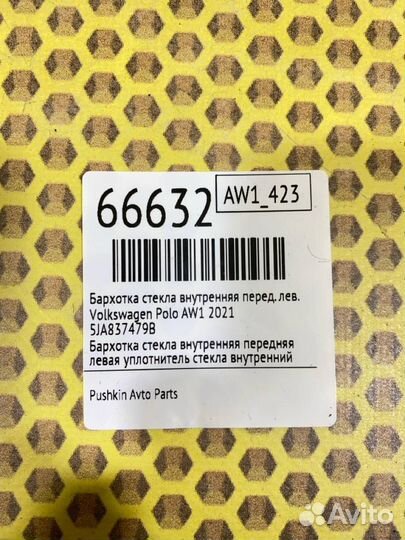 66632
AW1_423
Бархотка стекла внутренняя перед. лев.
Volkswagen Polo AW1 2021
5JA837479B
Бархотка стекла внутренняя передняя
левая уплотнитель стекла внутренний
Pushkin Avto Parts
Avito